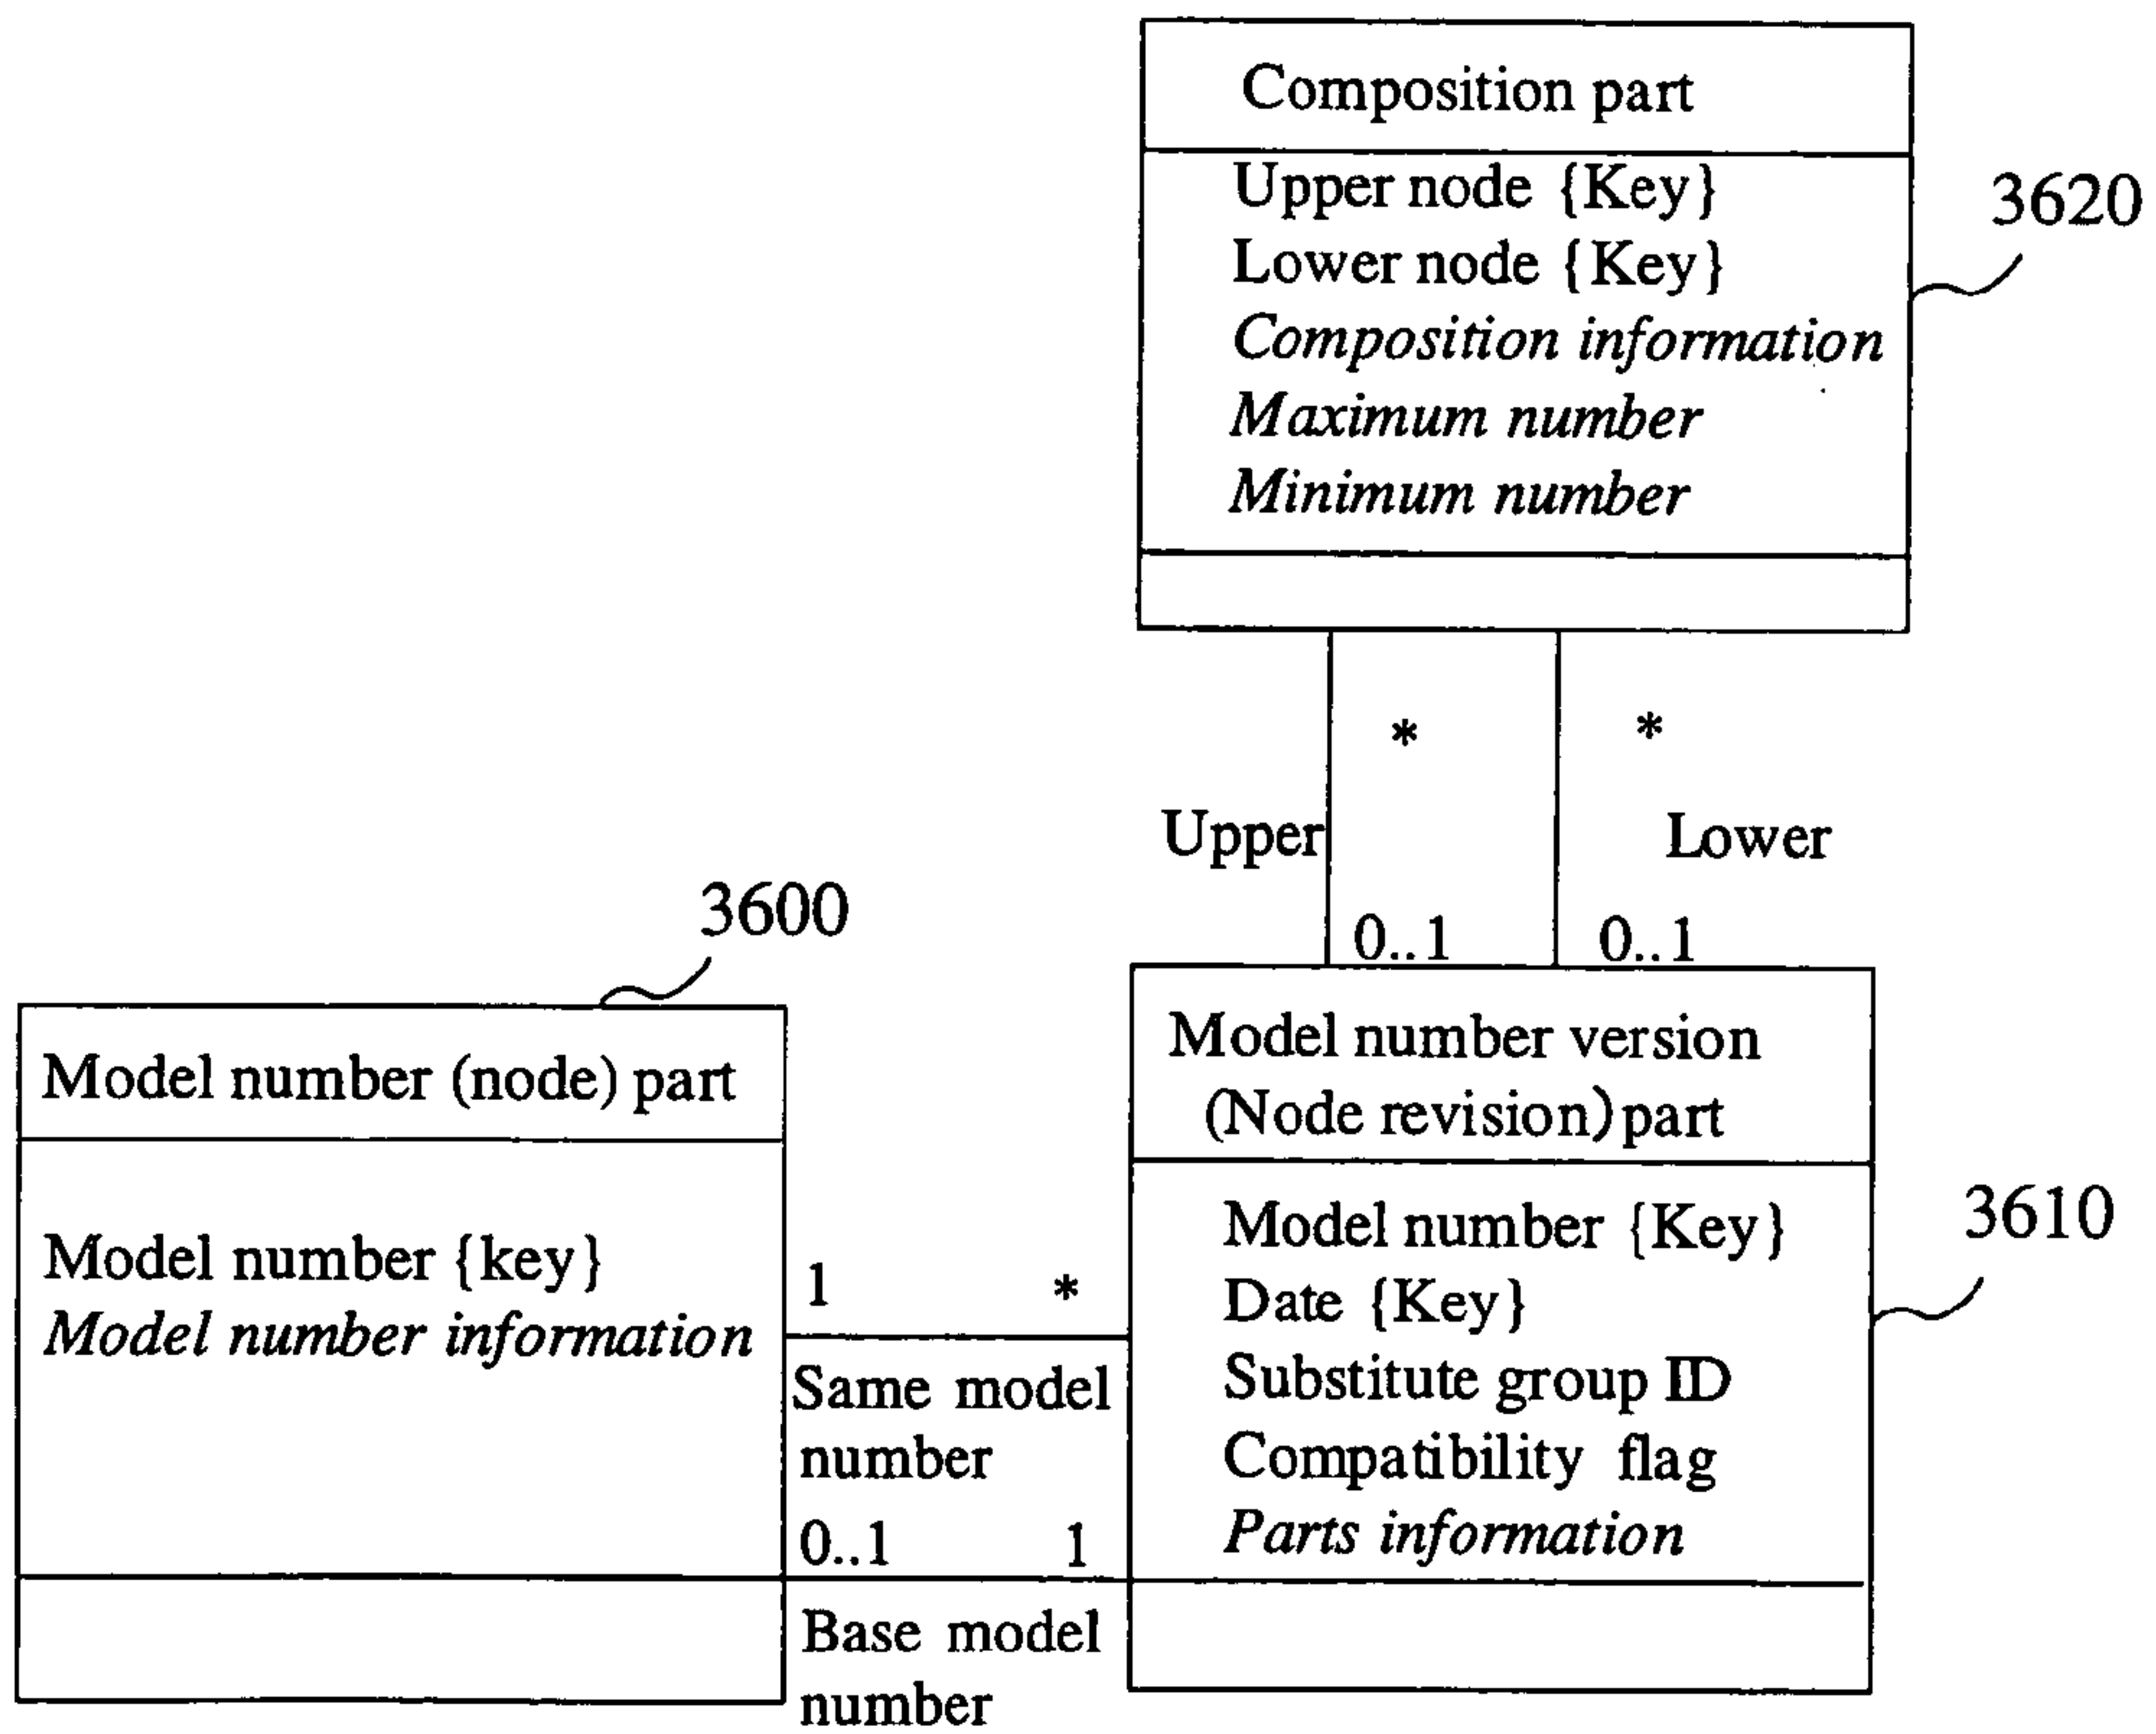 Composition part
Upper node {Key}
Lower node {Key}
Composition information
Maximum number
Minimum number
3620
*
*
Upper
Lower
0..1
0..1
3600
Model number (node) part
Model number {key}
Model number information
1
*
Same model
number
0..1
1
Base model
number
Model number version
(Node revision)part
Model number {Key}
Date {Key}
Substitute group ID
Compatibility flag
Parts information
3610